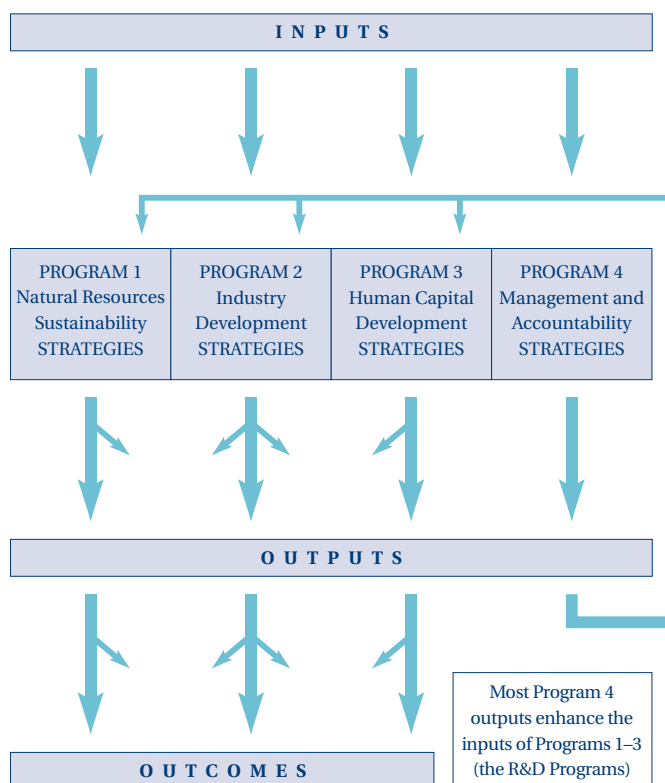 INPUTS
PROGRAM 1
Natural Resources
Sustainability
STRATEGIES
PROGRAM 2
Industry
Development
STRATEGIES
PROGRAM 3
Human Capital
Development
STRATEGIES
PROGRAM 4
Management and
Accountability
STRATEGIES
OUTPUTS
Most Program 4
outputs enhance the
inputs of Programs 1–3
(the R&D Programs)
OUTCOMES